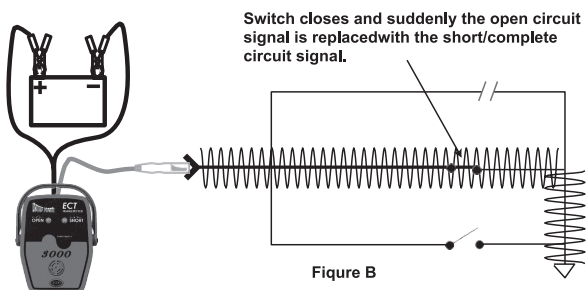 Switch closes and suddenly the open circuit
signal is replacedwith the short/complete
circuit signal.
+ −
ECT
OPEN SHORT
3000
Fiqure B